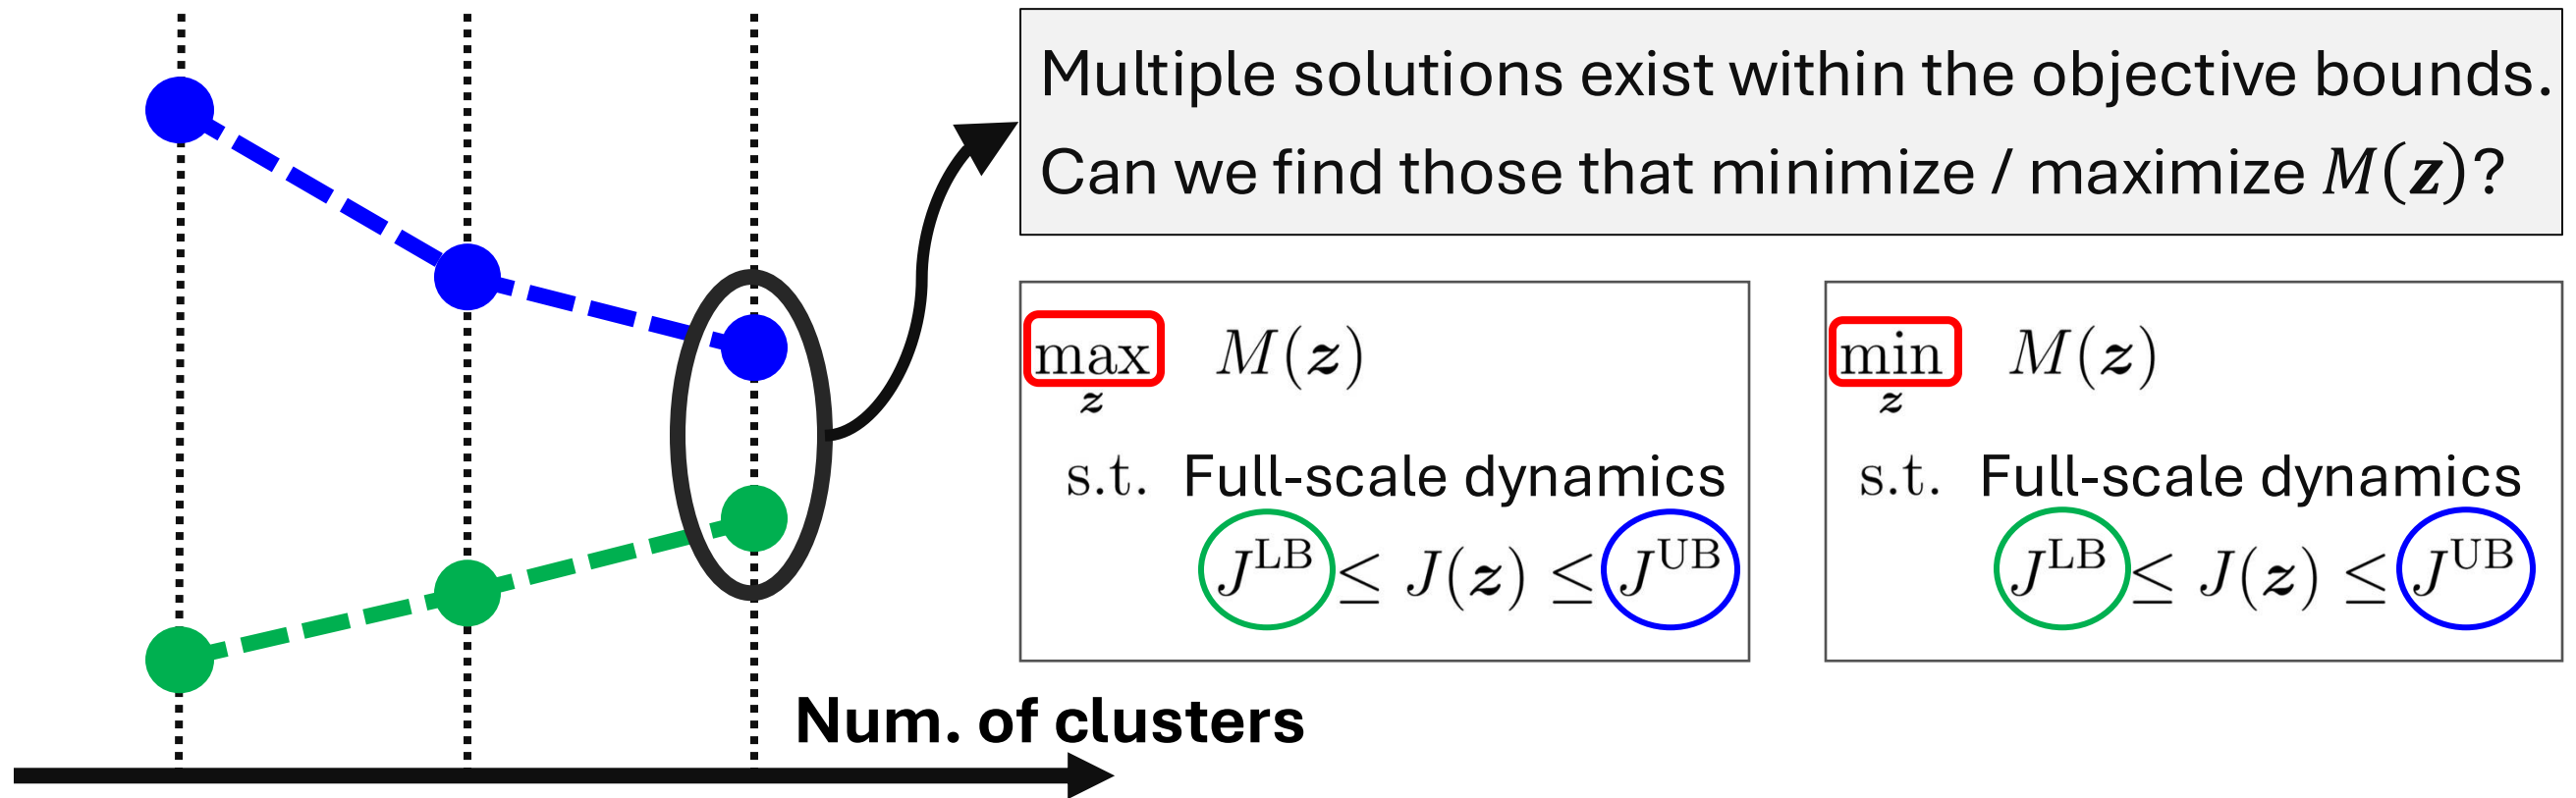 Multiple solutions exist within the objective bounds.
Can we find those that minimize / maximize M(z)?
max M(z)
z
s.t. Full-scale dynamics
J^LB ≤ J(z) ≤ J^UB
min M(z)
z
s.t. Full-scale dynamics
J^LB ≤ J(z) ≤ J^UB
Num. of clusters